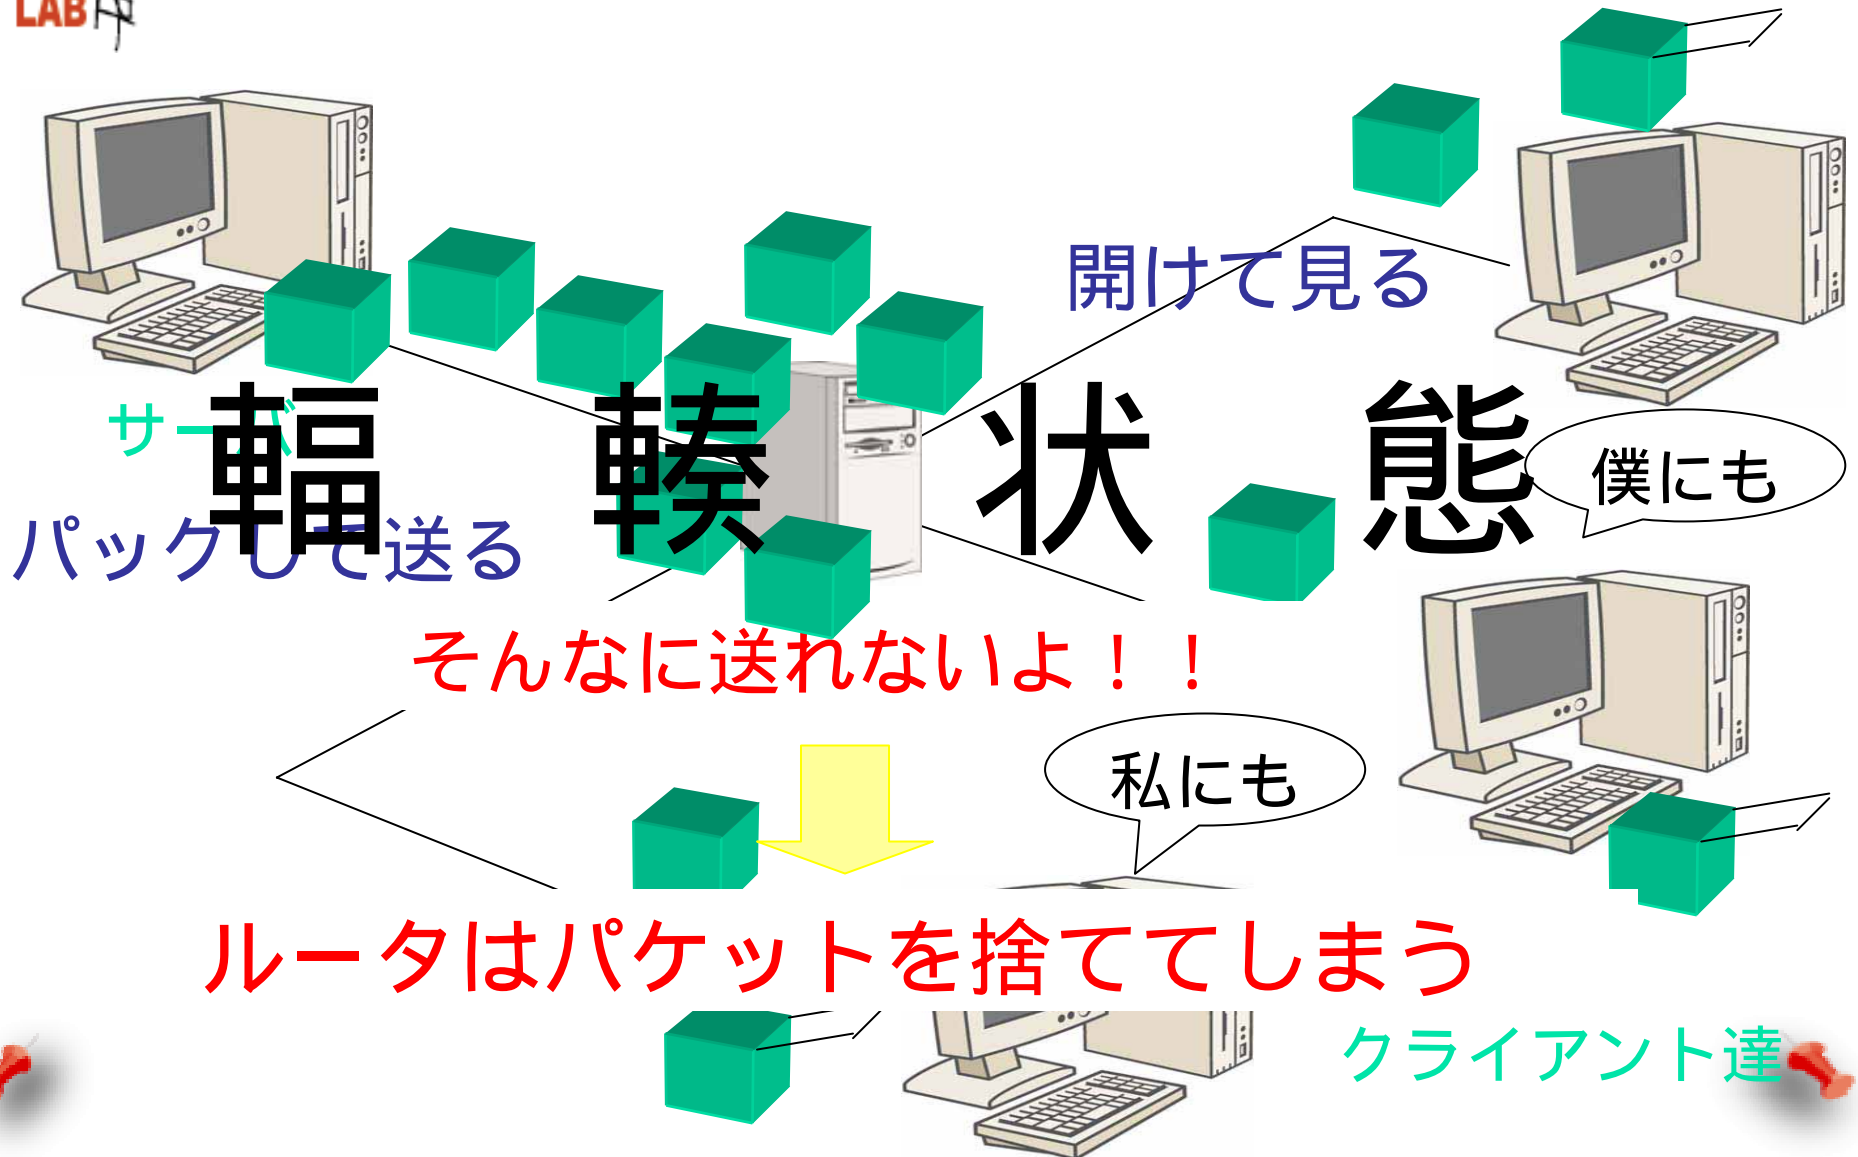 LAB
開けて見る
サーバ
輻輳状態
僕にも
パックして送る
そんなに送れないよ！！
私にも
ルータはパケットを捨ててしまう
クライアント達